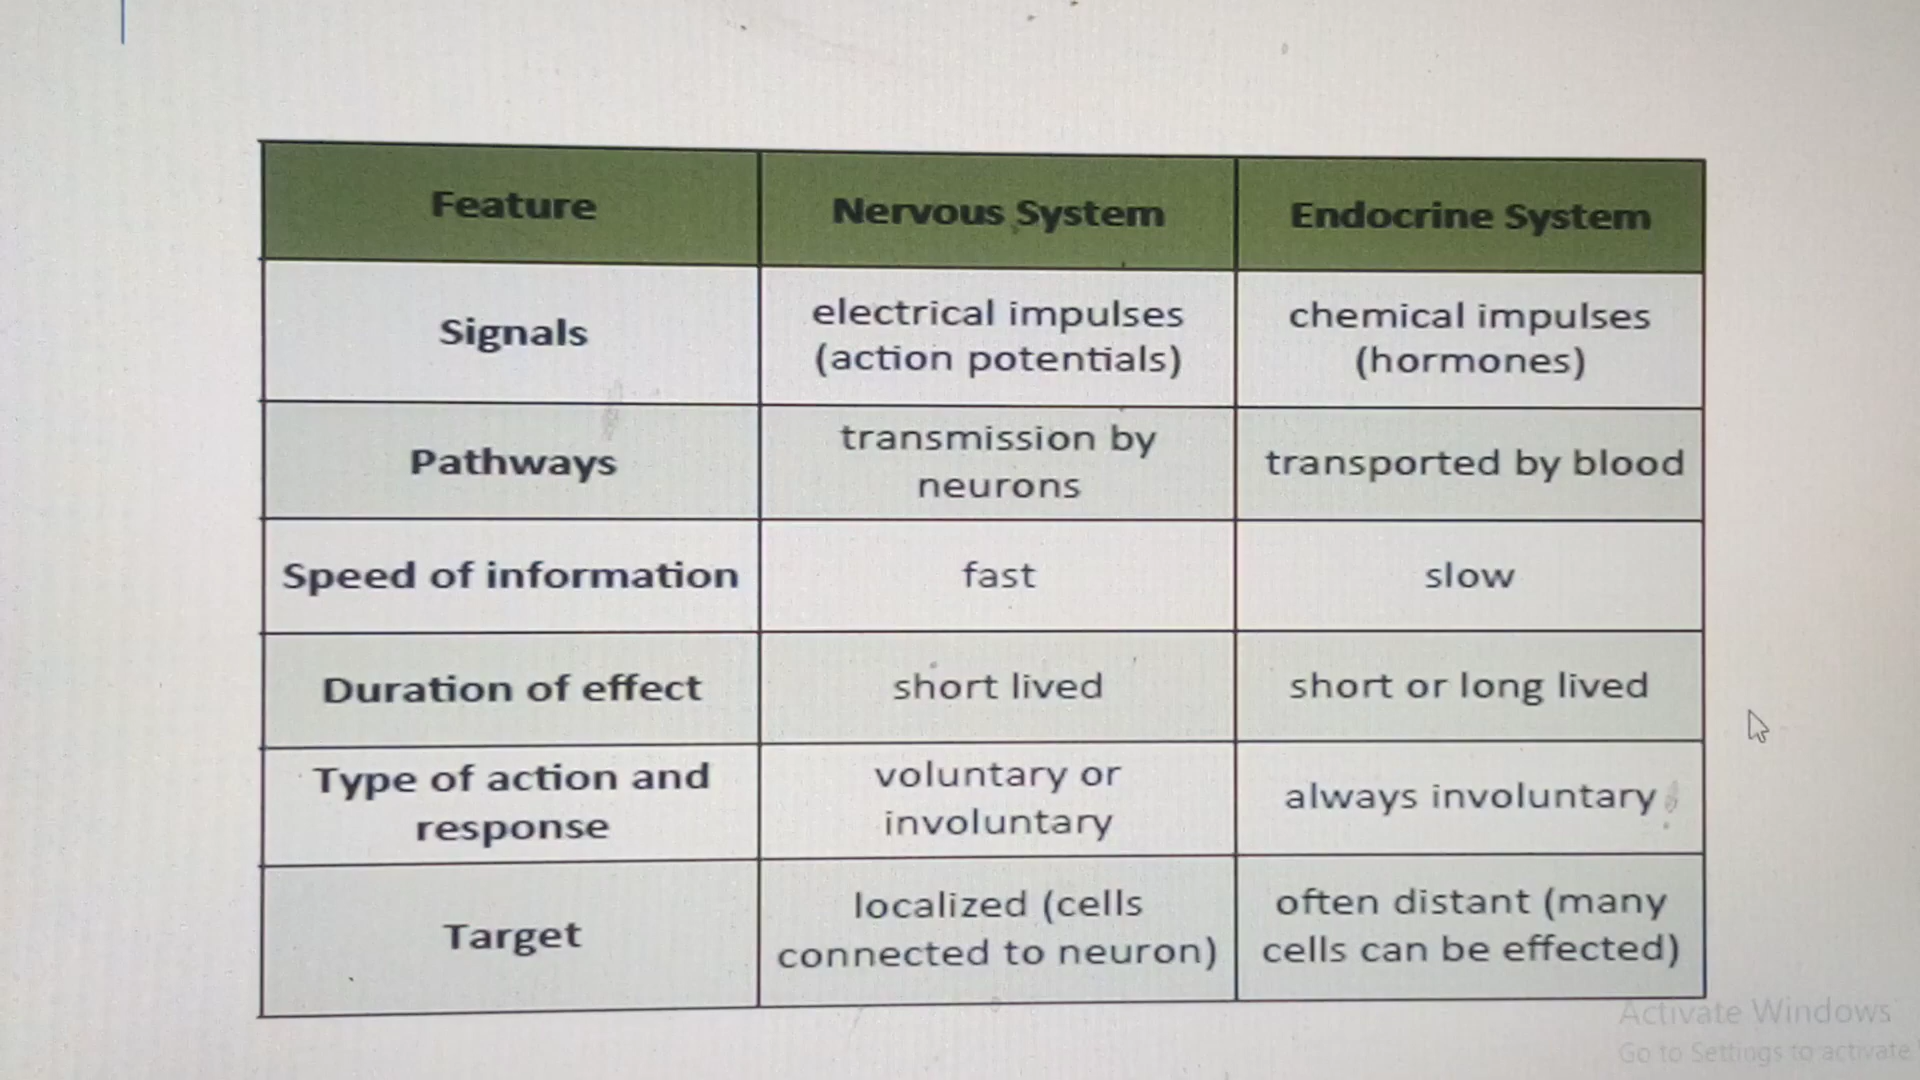 Feature
Nervous System
Endocrine System
Signals
electrical impulses
(action potentials)
chemical impulses
(hormones)
Pathways
transmission by
neurons
transported by blood
Speed of information
fast
slow
Duration of effect
short lived
short or long lived
Type of action and
response
voluntary or
involuntary
always involuntary
Target
localized (cells
connected to neuron)
often distant (many
cells can be effected)
Activate Windows
Go to Settings to activate